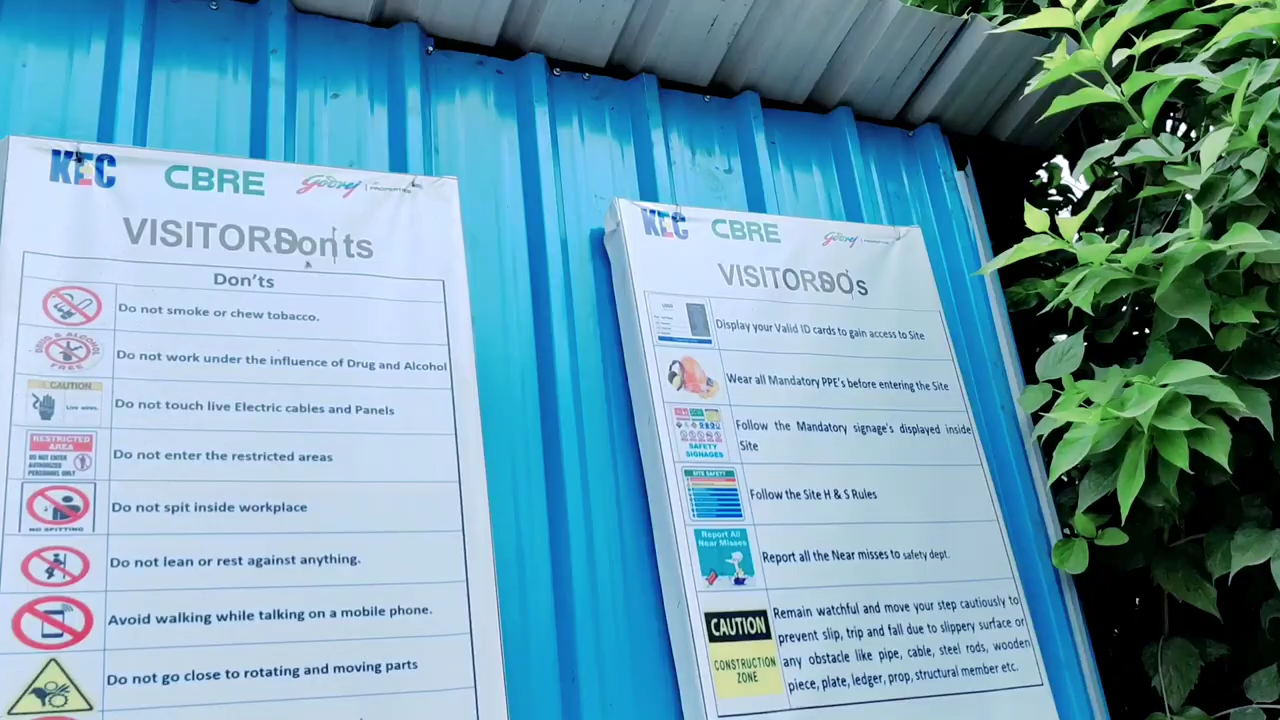 KEC CBRE Godrej | PROPERTIES
VISITORS Don'ts
Don'ts
Do not smoke or chew tobacco.
DRUG & ALCOHOL
FREE
Do not work under the influence of Drug and Alcohol
CAUTION
Live wires.
Do not touch live Electric cables and Panels
RESTRICTED
AREA
DO NOT ENTER
AUTHORIZED
PERSONNEL ONLY
Do not enter the restricted areas
NO SPITTING
Do not spit inside workplace
Do not lean or rest against anything.
Avoid walking while talking on a mobile phone.
Do not go close to rotating and moving parts
KEC CBRE Godrej
VISITORS DO's
Display your Valid ID cards to gain access to Site
Wear all Mandatory PPE's before entering the Site
SAFETY
SIGNAGES
Follow the Mandatory signage's displayed inside
Site
SITE SAFETY
Follow the Site H & S Rules
Report All
Near Misses
Report all the Near misses to safety dept.
CAUTION
CONSTRUCTION
ZONE
Remain watchful and move your step cautiously to
prevent slip, trip and fall due to slippery surface or
any obstacle like pipe, cable, steel rods, wooden
piece, plate, ledger, prop, structural member etc.